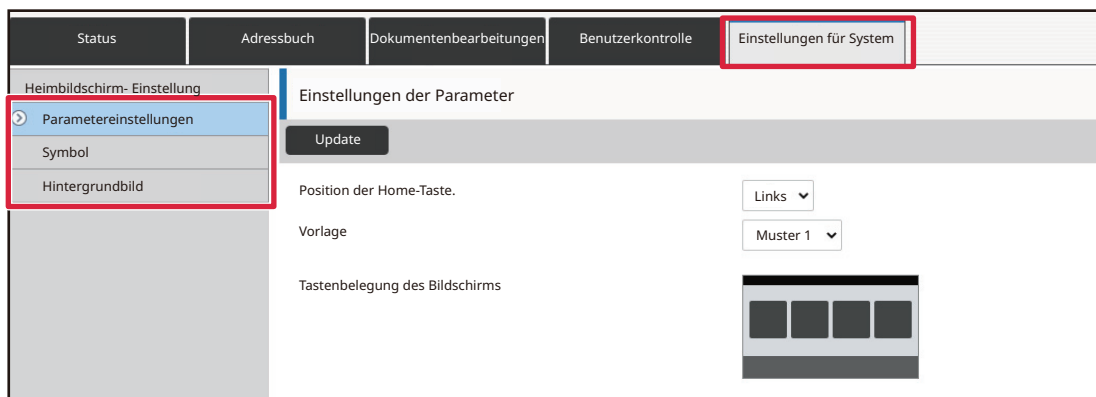 Status
Adressbuch
Dokumentenbearbeitungen
Benutzerkontrolle
Einstellungen für System
Heimbildschirm- Einstellung
Parametereinstellungen
Symbol
Hintergrundbild
Einstellungen der Parameter
Update
Position der Home-Taste.
Links
Vorlage
Muster 1
Tastenbelegung des Bildschirms